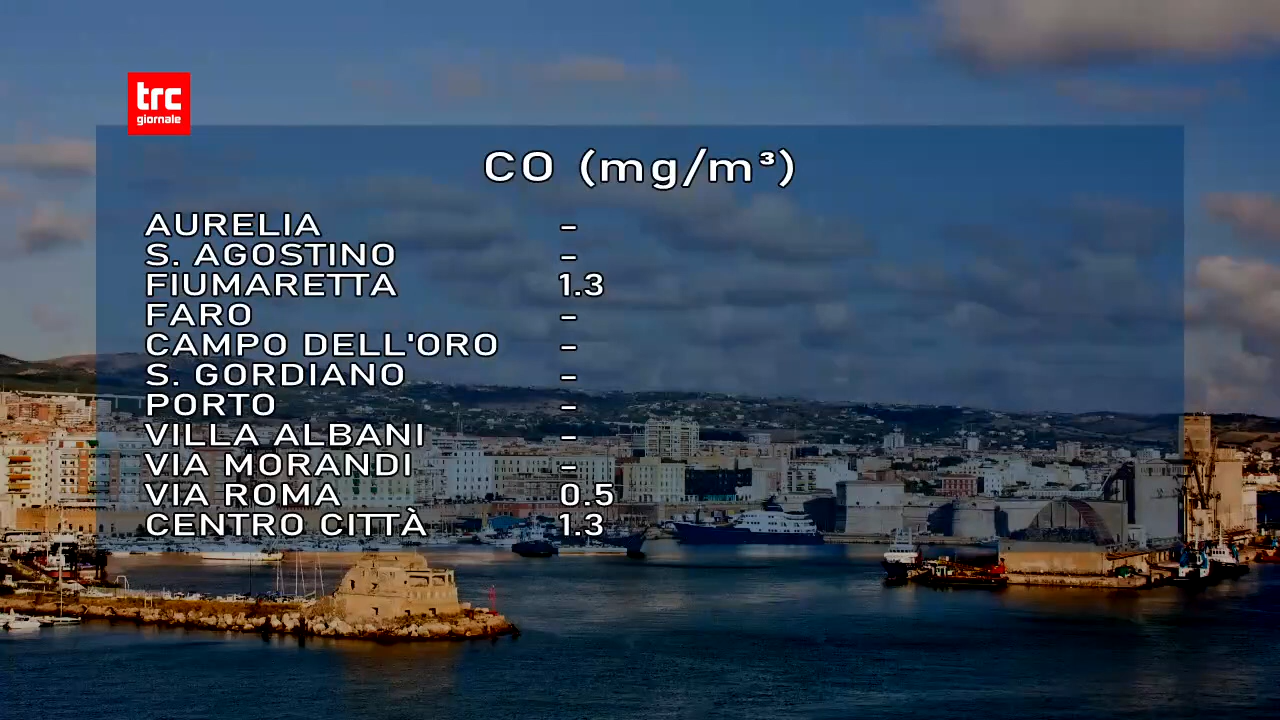 trc
giornale
CO (mg/m³)
AURELIA –
S. AGOSTINO –
FIUMARETTA 1.3
FARO –
CAMPO DELL'ORO –
S. GORDIANO –
PORTO –
VILLA ALBANI –
VIA MORANDI –
VIA ROMA 0.5
CENTRO CITTÀ 1.3